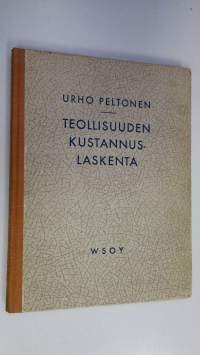 URHO PELTONEN
TEOLLISUUDEN
KUSTANNUS-
LASKENTA
WSOY